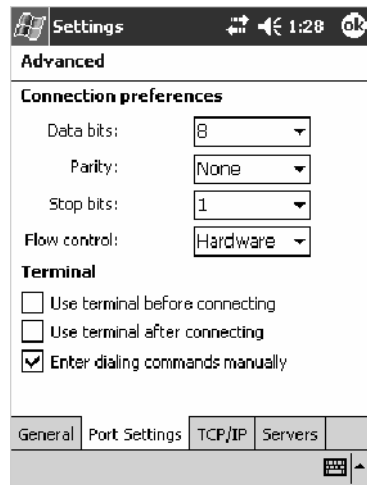 Settings 1:28 ok
Advanced
Connection preferences
Data bits: 8
Parity: None
Stop bits: 1
Flow control: Hardware
Terminal
Use terminal before connecting
Use terminal after connecting
Enter dialing commands manually
General Port Settings TCP/IP Servers